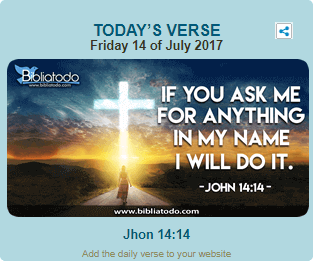 TODAY'S VERSE
Friday 14 of July 2017
Bibliatodo
www.bibliatodo.com
IF YOU ASK ME
FOR ANYTHING
IN MY NAME
I WILL DO IT.
- JOHN 14:14 -
www.bibliatodo.com
Jhon 14:14
Add the daily verse to your website